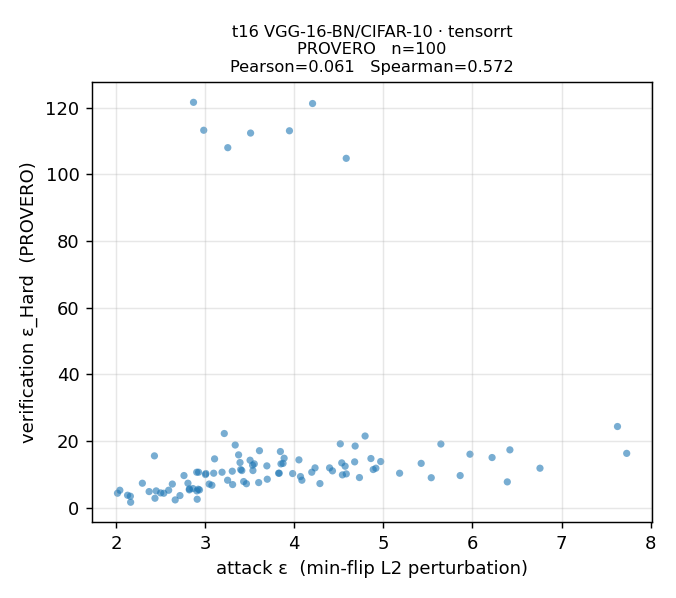 t16 VGG-16-BN/CIFAR-10 · tensorrt
PROVERO   n=100
Pearson=0.061   Spearman=0.572
120
100
80
60
40
20
0
verification ε_Hard  (PROVERO)
2 3 4 5 6 7 8
attack ε  (min-flip L2 perturbation)